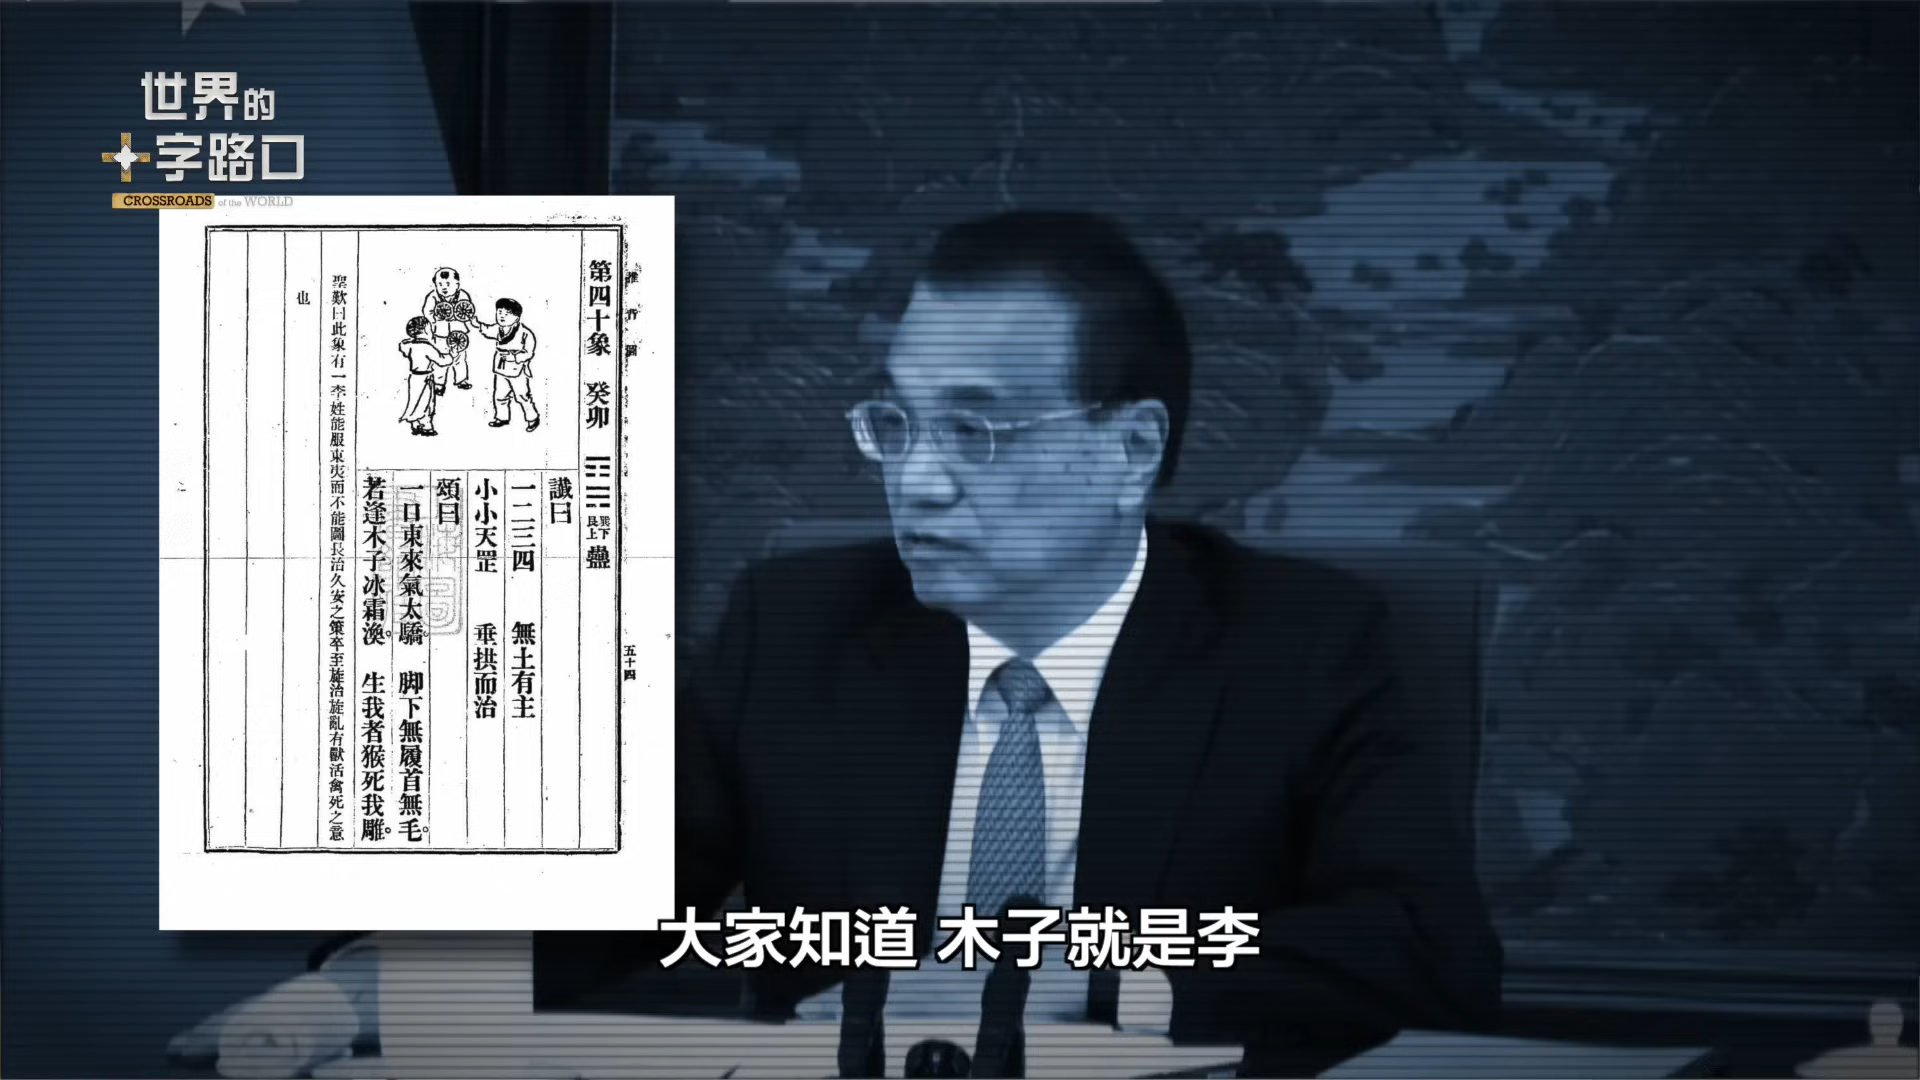 世界的
十字路口
CROSSROADS of the WORLD
推背圖
五十四
第四十象 癸卯 巽下艮上 蠱
讖曰
一二三四 無土有主
小小天罡 垂拱而治
頌曰
一口東來氣太驕。 脚下無履首無毛。
若逢木子冰霜渙。 生我者猴死我雕。
聖歎曰此象有一李姓能服東夷而不能圖長治久安之策卒至旋治旋亂有獸活禽死之意
也
大家知道 木子就是李